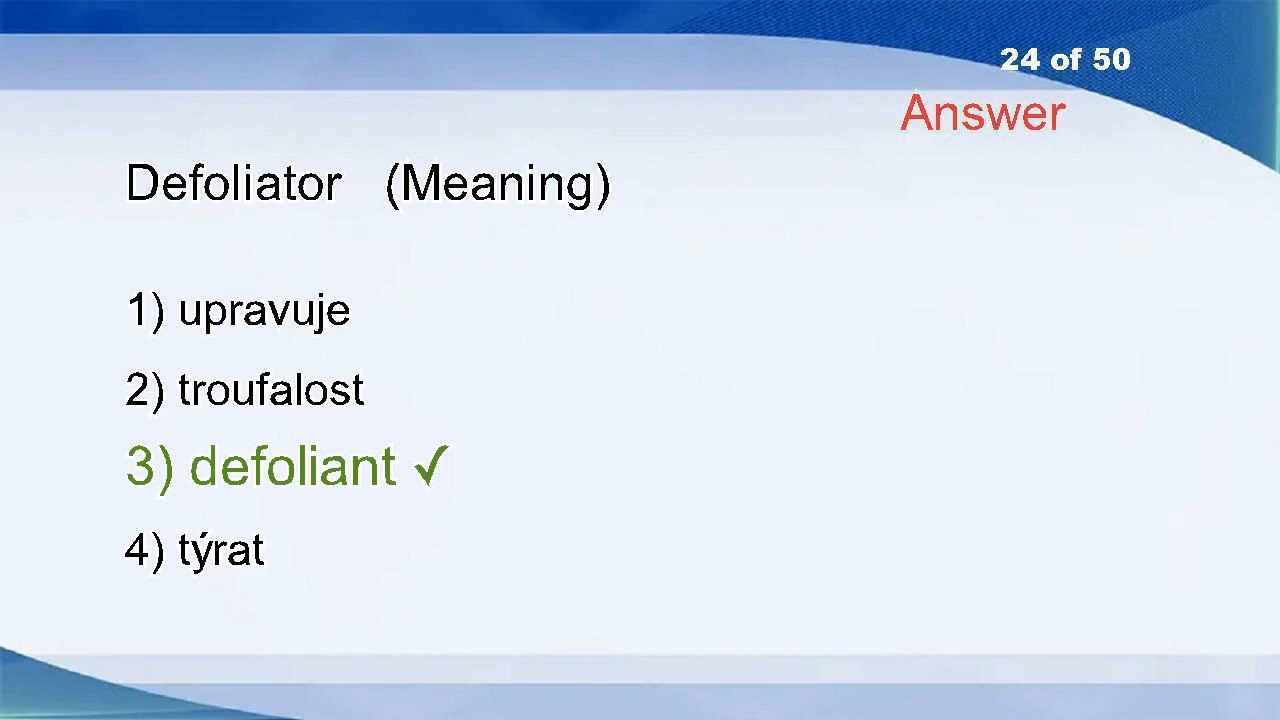 24 of 50
Answer
Defoliator (Meaning)
1) upravuje
2) troufalost
3) defoliant ✓
4) týrat